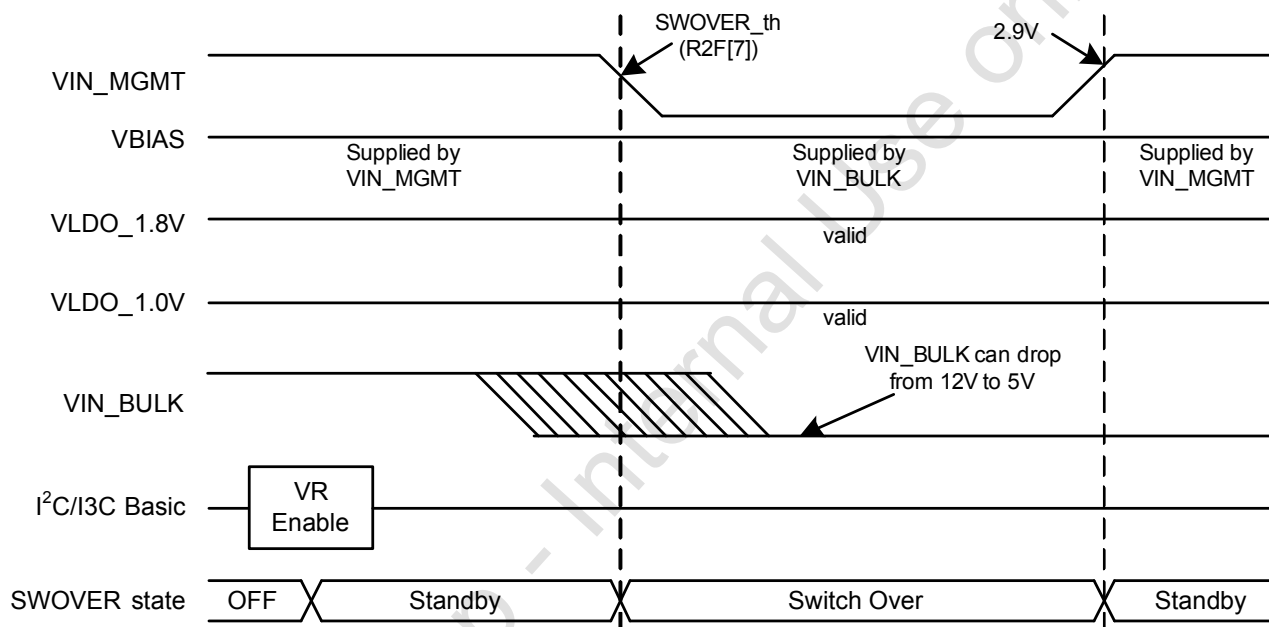 SWOVER_th
(R2F[7])
2.9V
VIN_MGMT
VBIAS
Supplied by
VIN_MGMT
Supplied by
VIN_BULK
Supplied by
VIN_MGMT
VLDO_1.8V
valid
VLDO_1.0V
valid
VIN_BULK can drop
from 12V to 5V
VIN_BULK
I²C/I3C Basic
VR
Enable
SWOVER state
OFF
Standby
Switch Over
Standby
- Internal Use